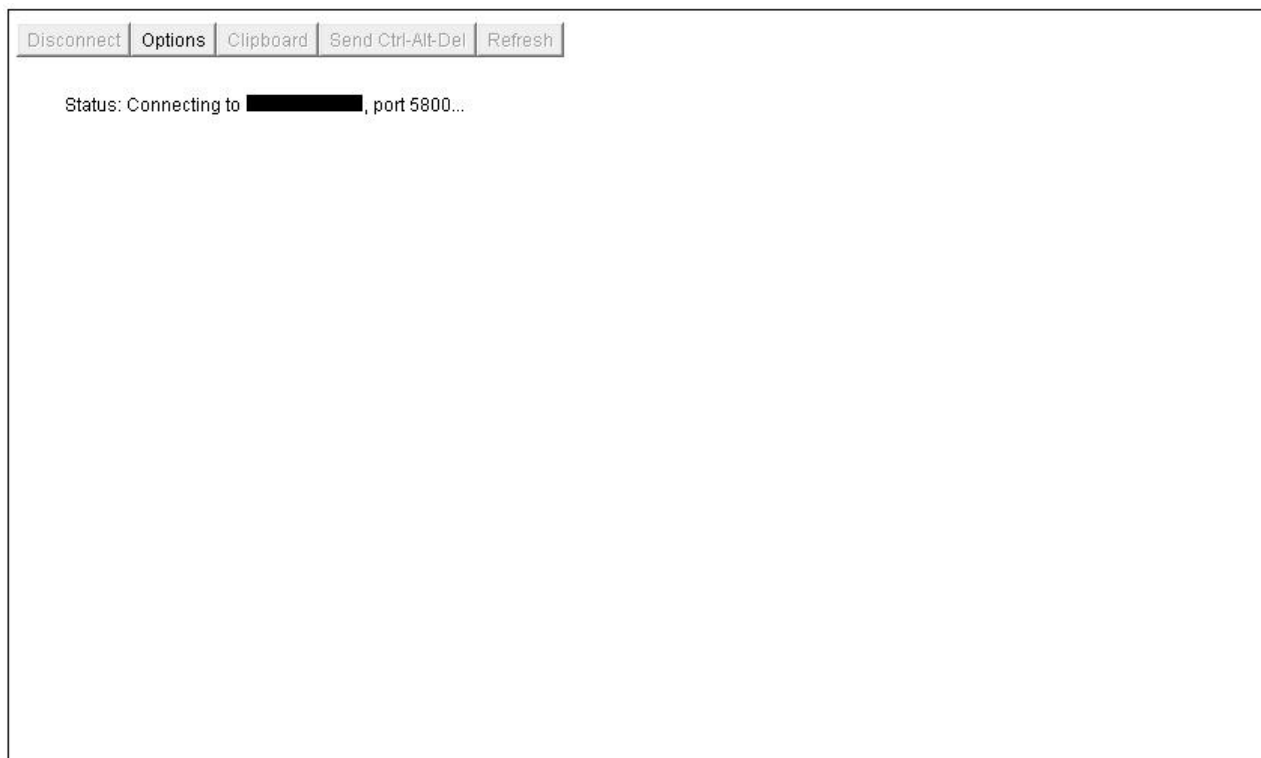 Disconnect Options Clipboard Send Ctrl-Alt-Del Refresh
Status: Connecting to , port 5800...